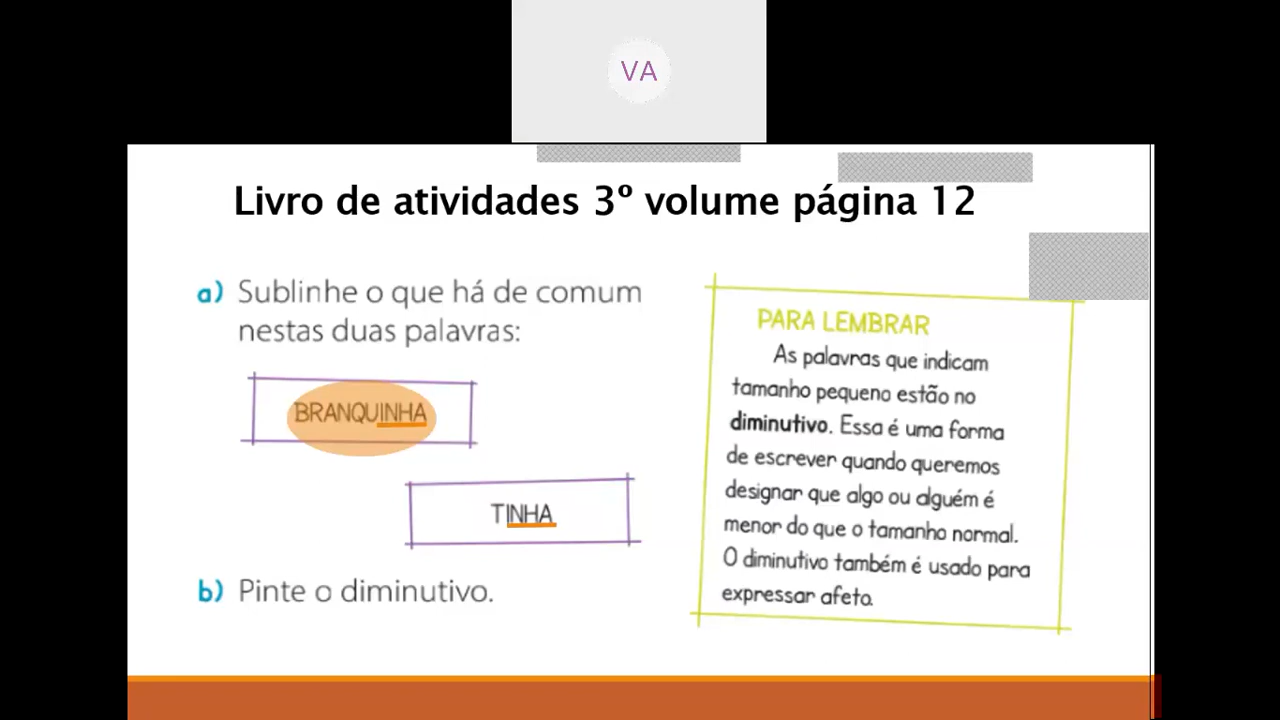 VA
Livro de atividades 3º volume página 12
a) Sublinhe o que há de comum
nestas duas palavras:
BRANQUINHA
TINHA
b) Pinte o diminutivo.
PARA LEMBRAR
As palavras que indicam
tamanho pequeno estão no
diminutivo. Essa é uma forma
de escrever quando queremos
designar que algo ou alguém é
menor do que o tamanho normal.
O diminutivo também é usado para
expressar afeto.